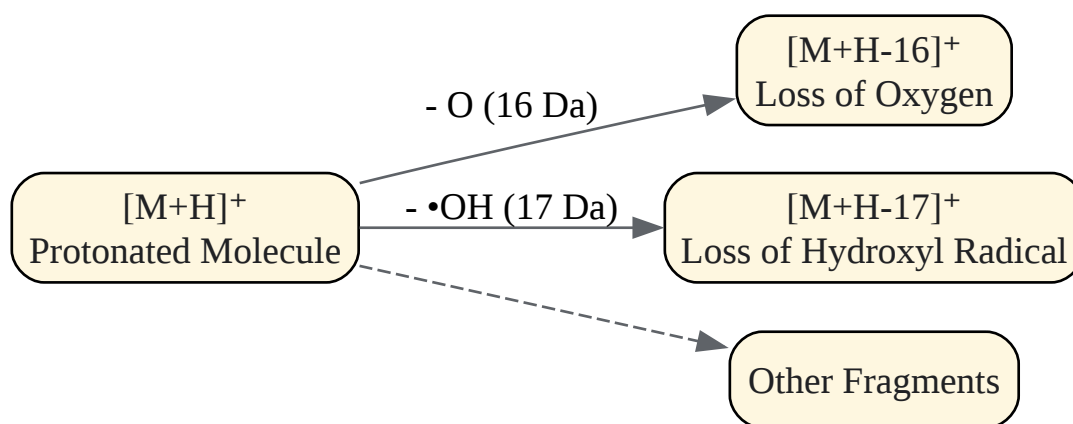 [M+H-16]⁺
Loss of Oxygen
- O (16 Da)
[M+H]⁺
Protonated Molecule
- •OH (17 Da)
[M+H-17]⁺
Loss of Hydroxyl Radical
Other Fragments